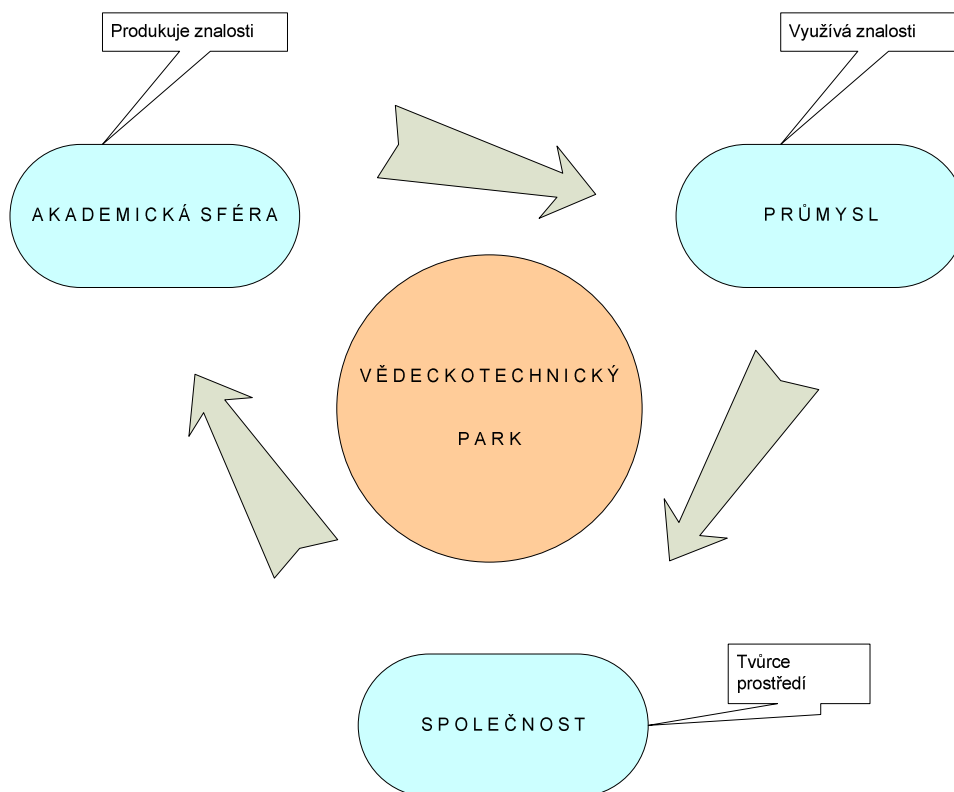 Produkuje znalosti
Využívá znalosti
AKADEMICKÁ SFÉRA
PRŮMYSL
VĚDECKOTECHNICKÝ
PARK
Tvůrce
prostředí
SPOLEČNOST